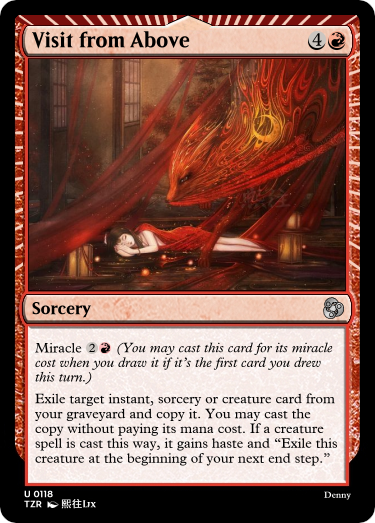 Visit from Above 4
Sorcery
Miracle 2 (You may cast this card for its miracle
cost when you draw it if it's the first card you drew
this turn.)
Exile target instant, sorcery or creature card from
your graveyard and copy it. You may cast the
copy without paying its mana cost. If a creature
spell is cast this way, it gains haste and “Exile this
creature at the beginning of your next end step.”
U 0118
Denny
TZR 熙往Lrx